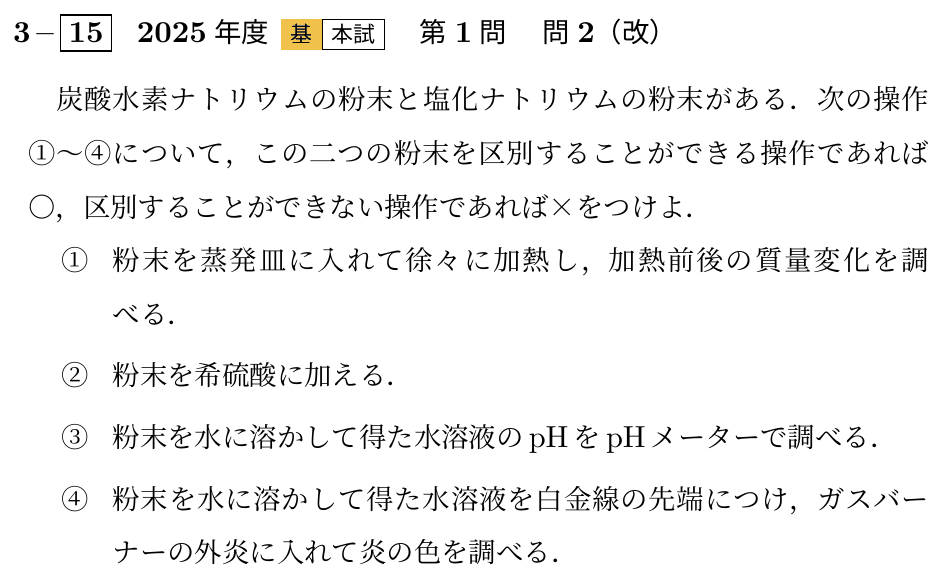 3－15 2025 年度 基 本試 第 1 問 問 2（改）
炭酸水素ナトリウムの粉末と塩化ナトリウムの粉末がある．次の操作
①～④について，この二つの粉末を区別することができる操作であれば
○，区別することができない操作であれば×をつけよ．
① 粉末を蒸発皿に入れて徐々に加熱し，加熱前後の質量変化を調
べる．
② 粉末を希硫酸に加える．
③ 粉末を水に溶かして得た水溶液の pH を pH メーターで調べる．
④ 粉末を水に溶かして得た水溶液を白金線の先端につけ，ガスバー
ナーの外炎に入れて炎の色を調べる．